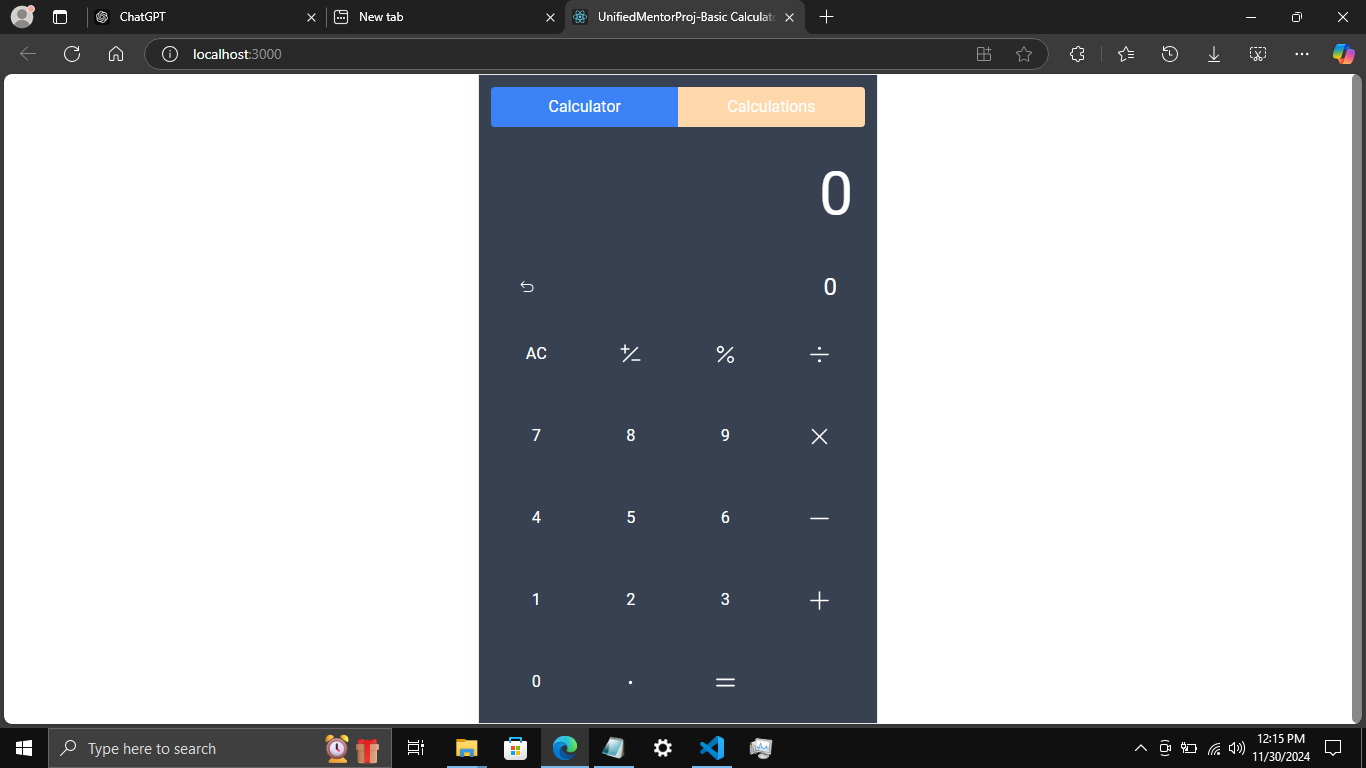 ChatGPT
New tab
UnifiedMentorProj-Basic Calculat
localhost:3000
Calculator Calculations
0
0
AC +/- % ÷
7 8 9 ×
4 5 6 −
1 2 3 +
0 . =
Type here to search
12:15 PM
11/30/2024